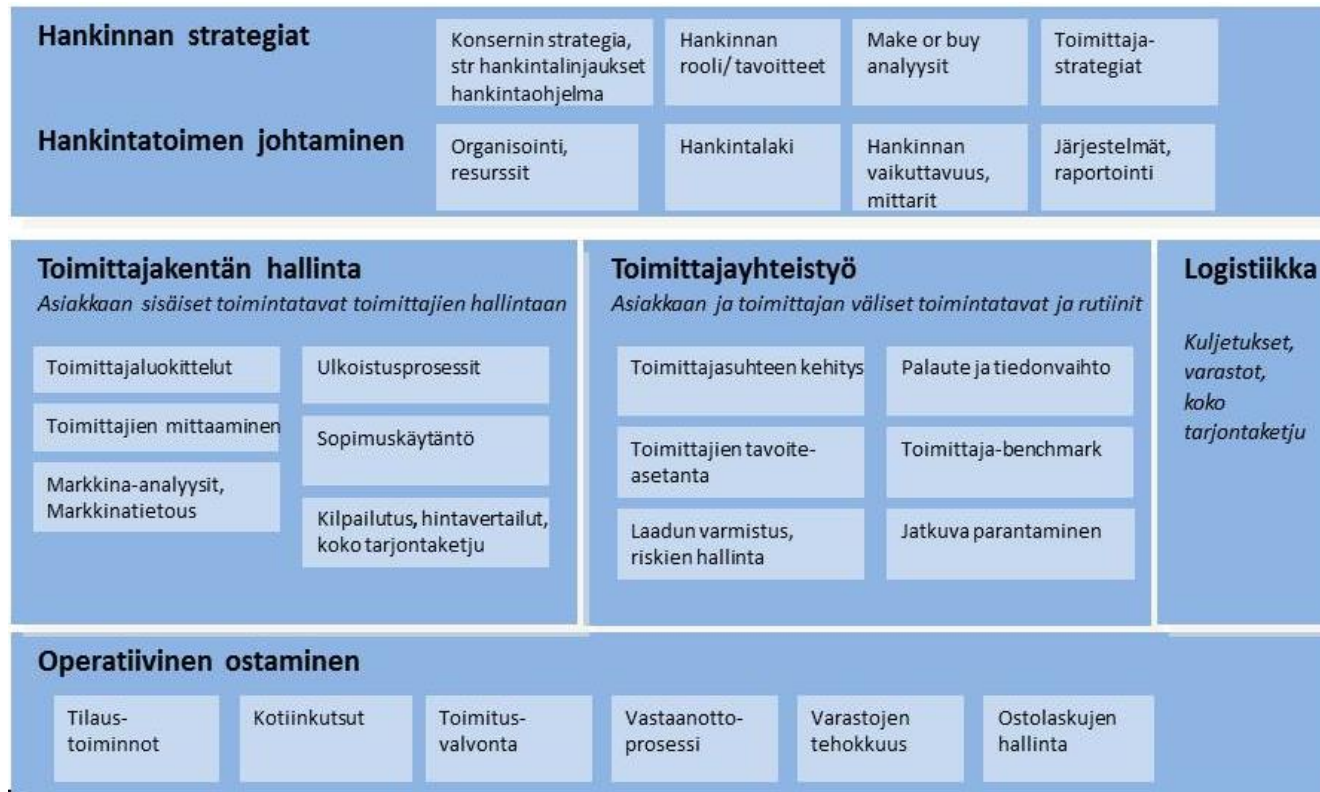 Hankinnan strategiat
Konsernin strategia,
str hankintalinjaukset
hankintaohjelma
Hankinnan
rooli/ tavoitteet
Make or buy
analyysit
Toimittaja-
strategiat
Hankintatoimen johtaminen
Organisointi,
resurssit
Hankintalaki
Hankinnan
vaikuttavuus,
mittarit
Järjestelmät,
raportointi
Toimittajakentän hallinta
Asiakkaan sisäiset toimintatavat toimittajien hallintaan
Toimittajaluokittelut
Toimittajien mittaaminen
Markkina-analyysit,
Markkinatietous
Ulkoistusprosessit
Sopimuskäytäntö
Kilpailutus, hintavertailut,
koko tarjontaketju
Toimittajayhteistyö
Asiakkaan ja toimittajan väliset toimintatavat ja rutiinit
Toimittajasuhteen kehitys
Toimittajien tavoite-
asetanta
Laadun varmistus,
riskien hallinta
Palaute ja tiedonvaihto
Toimittaja-benchmark
Jatkuva parantaminen
Logistiikka
Kuljetukset,
varastot,
koko
tarjontaketju
Operatiivinen ostaminen
Tilaus-
toiminnot
Kotiinkutsut
Toimitus-
valvonta
Vastaanotto-
prosessi
Varastojen
tehokkuus
Ostolaskujen
hallinta